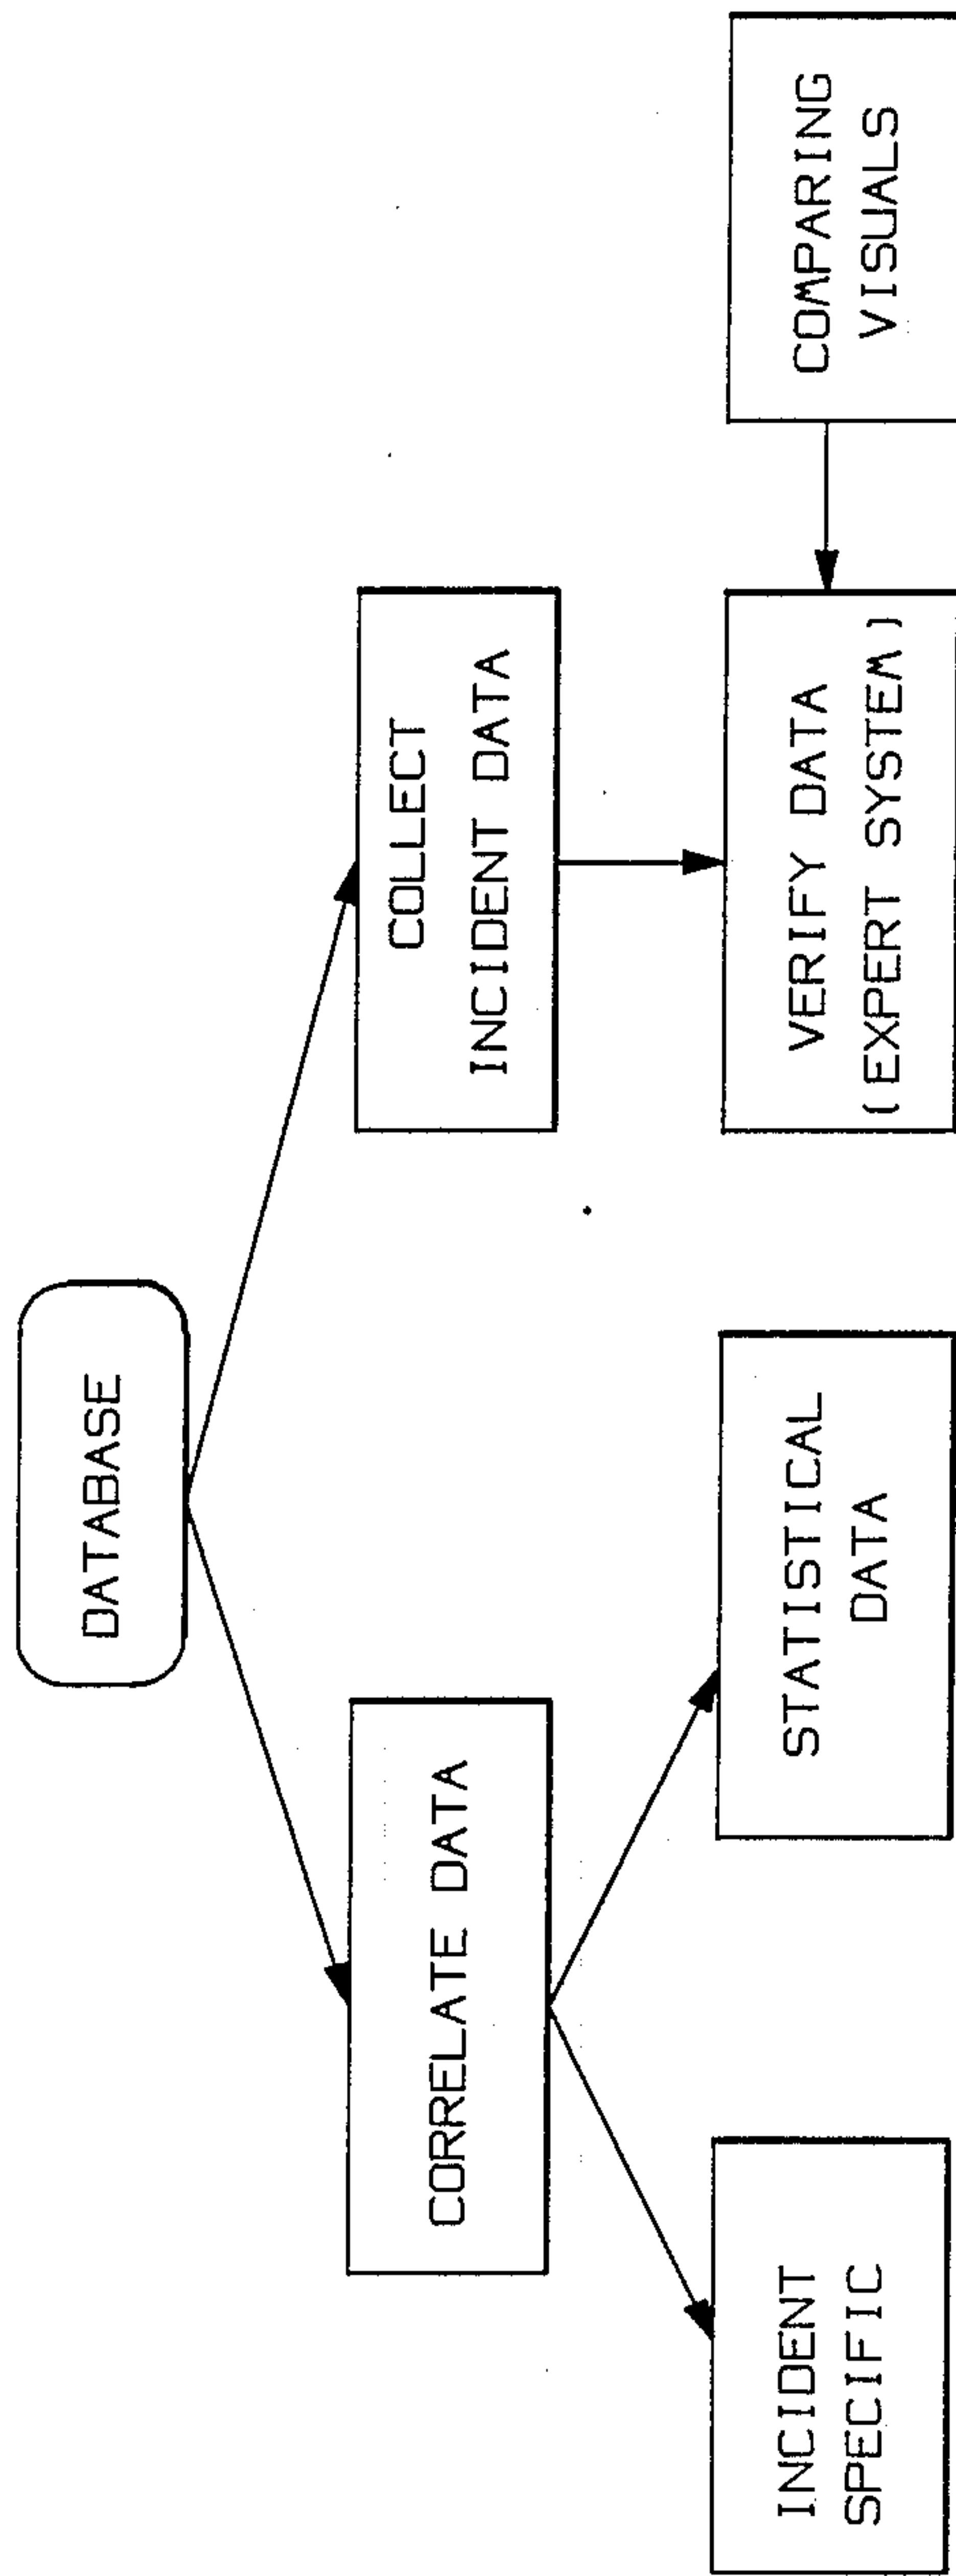 DATABASE
CORRELATE DATA
COLLECT
INCIDENT DATA
INCIDENT
SPECIFIC
STATISTICAL
DATA
VERIFY DATA
(EXPERT SYSTEM)
COMPARING
VISUALS